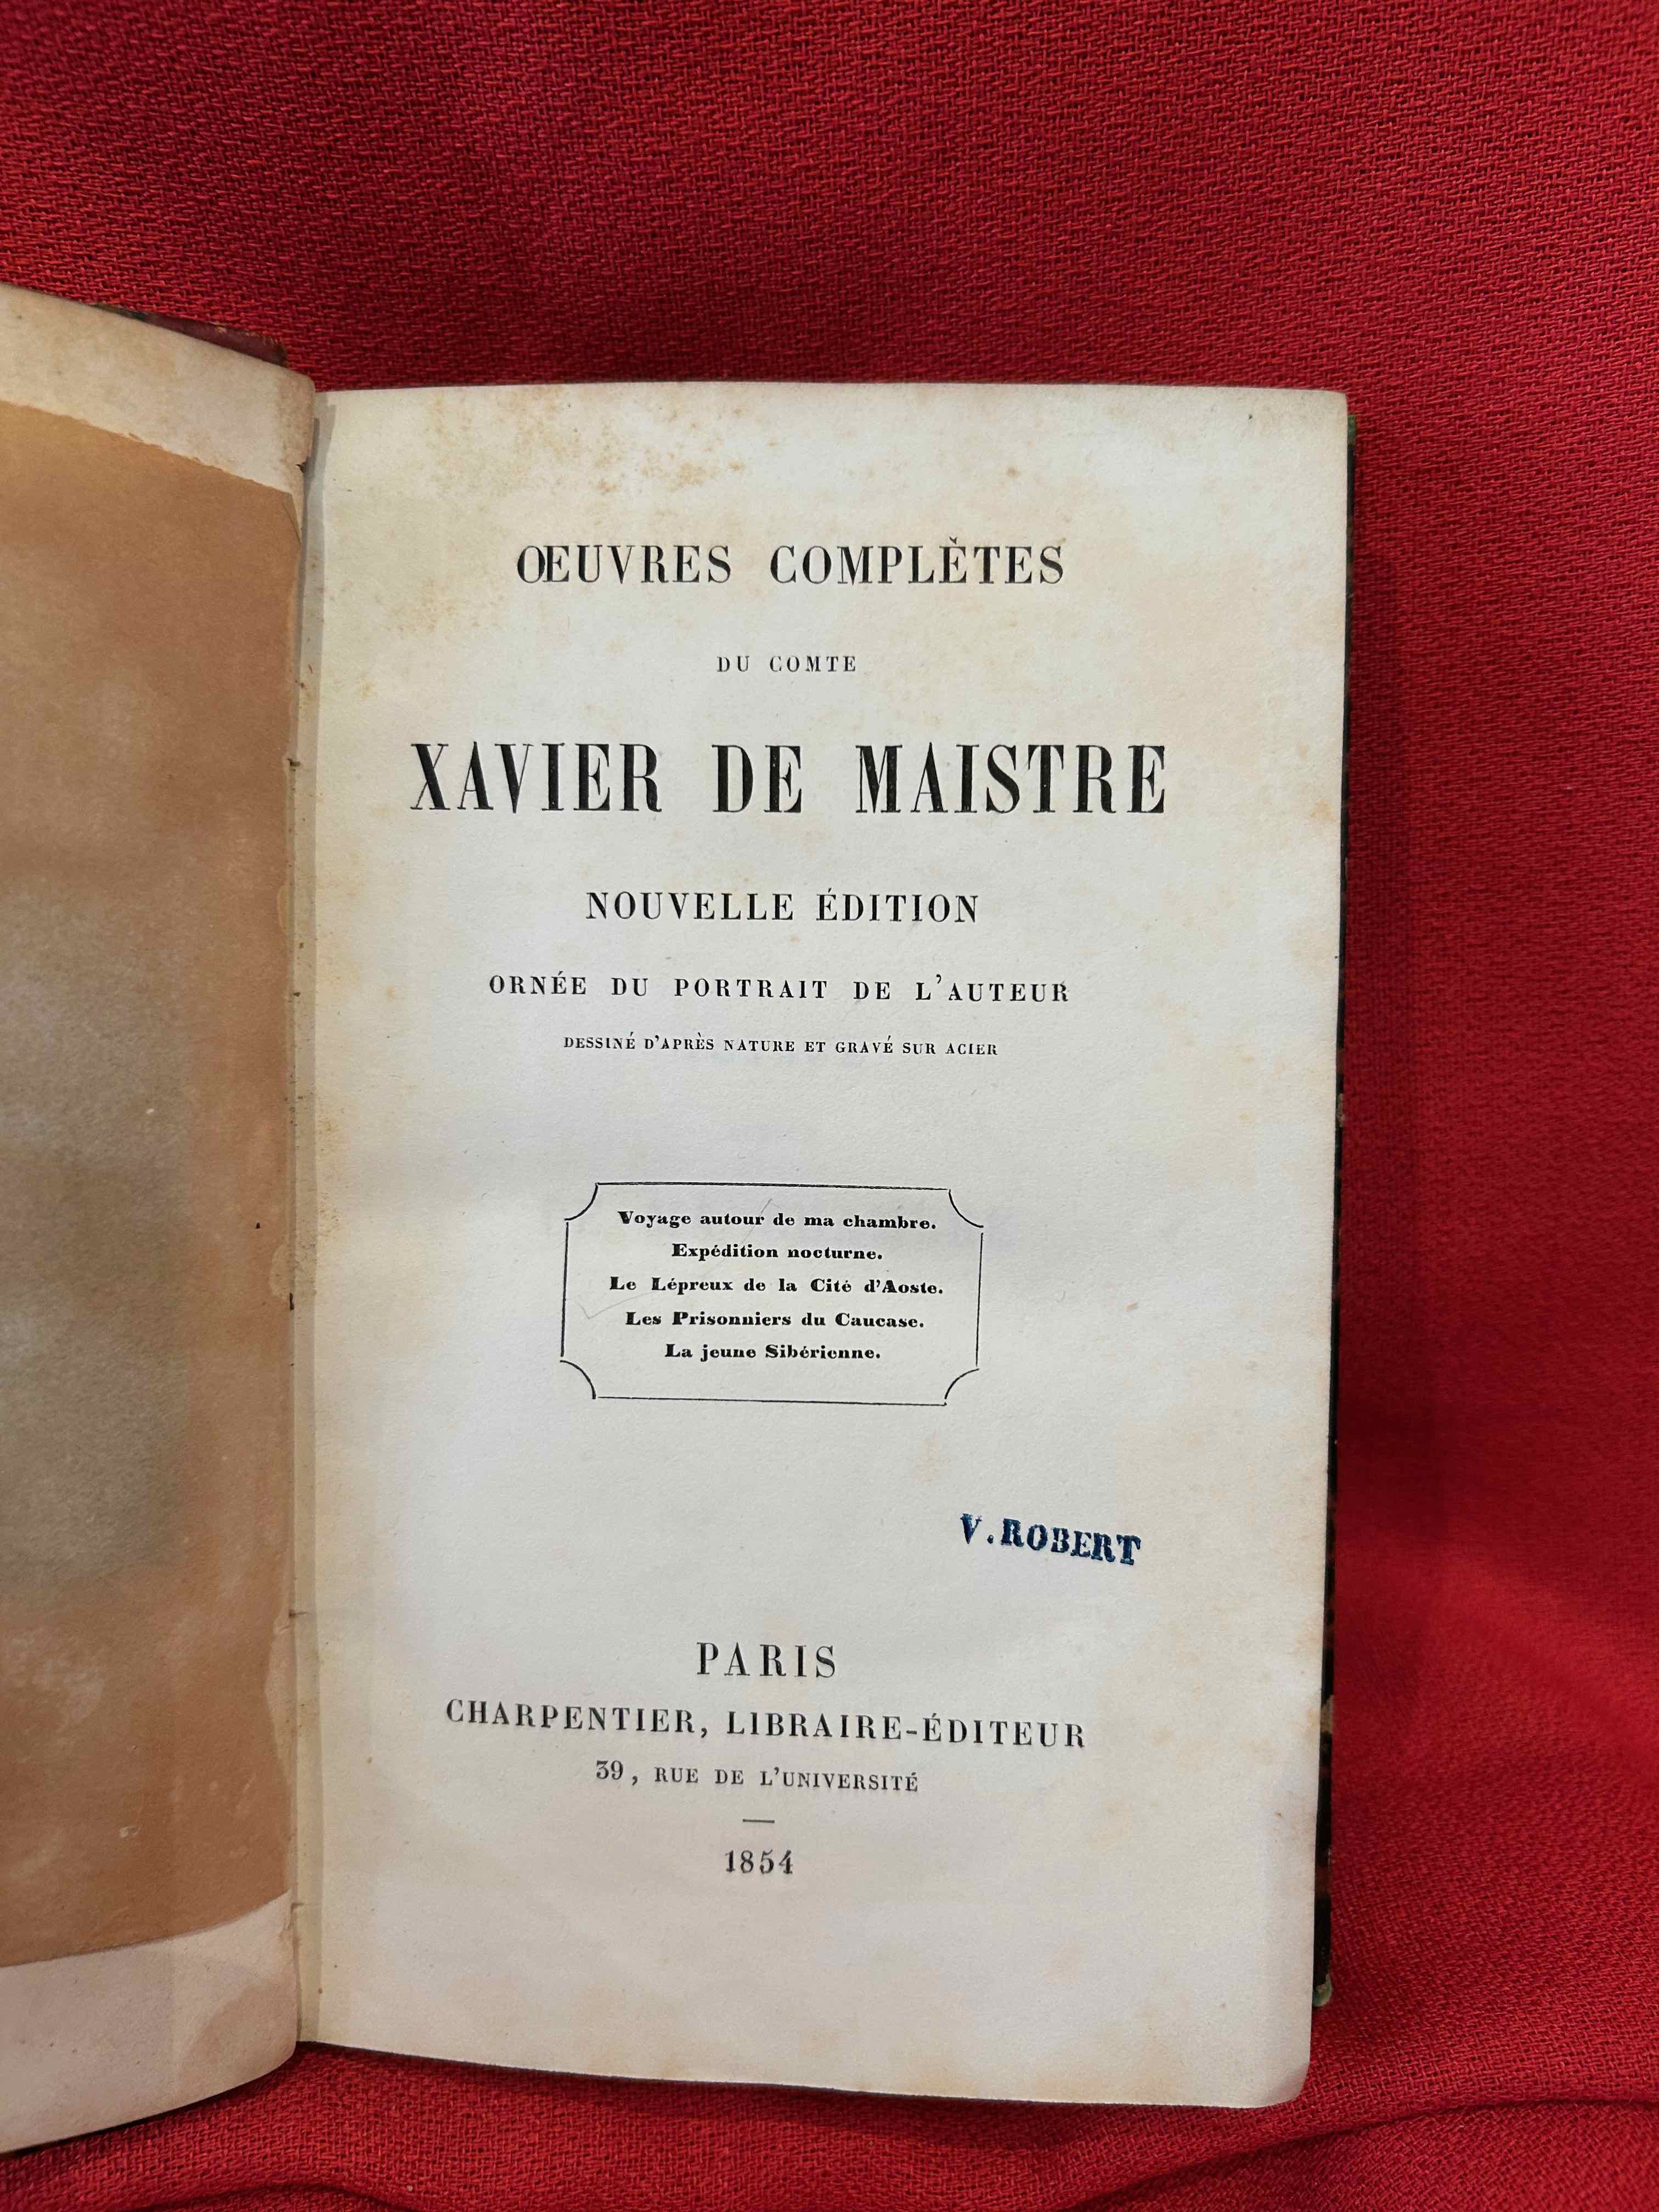 OEUVRES COMPLÈTES
DU COMTE
XAVIER DE MAISTRE
NOUVELLE ÉDITION
ORNÉE DU PORTRAIT DE L'AUTEUR
DESSINÉ D'APRÈS NATURE ET GRAVÉ SUR ACIER
Voyage autour de ma chambre.
Expédition nocturne.
Le Lépreux de la Cité d'Aoste.
Les Prisonniers du Caucase.
La jeune Sibérienne.
V. ROBERT
PARIS
CHARPENTIER, LIBRAIRE-ÉDITEUR
39, RUE DE L'UNIVERSITÉ
1854